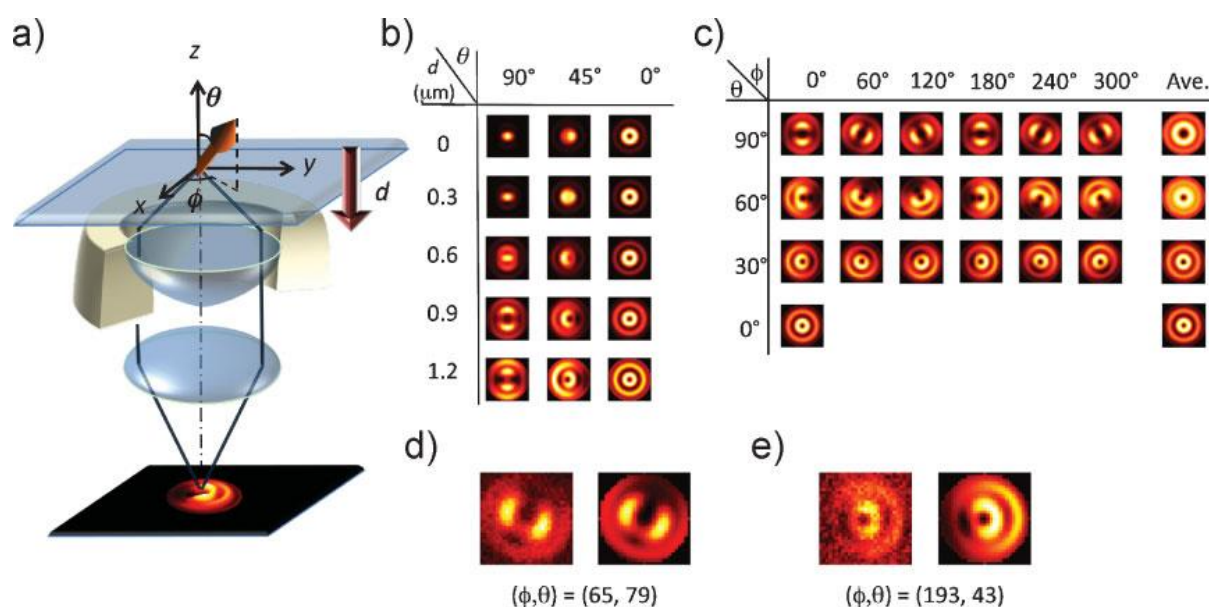 a)
z
θ
y
x
ϕ
d
b)
d θ
(μm) 90° 45° 0°
0
0.3
0.6
0.9
1.2
c)
ϕ
θ 0° 60° 120° 180° 240° 300° Ave.
90°
60°
30°
0°
d)
(ϕ,θ) = (65, 79)
e)
(ϕ,θ) = (193, 43)